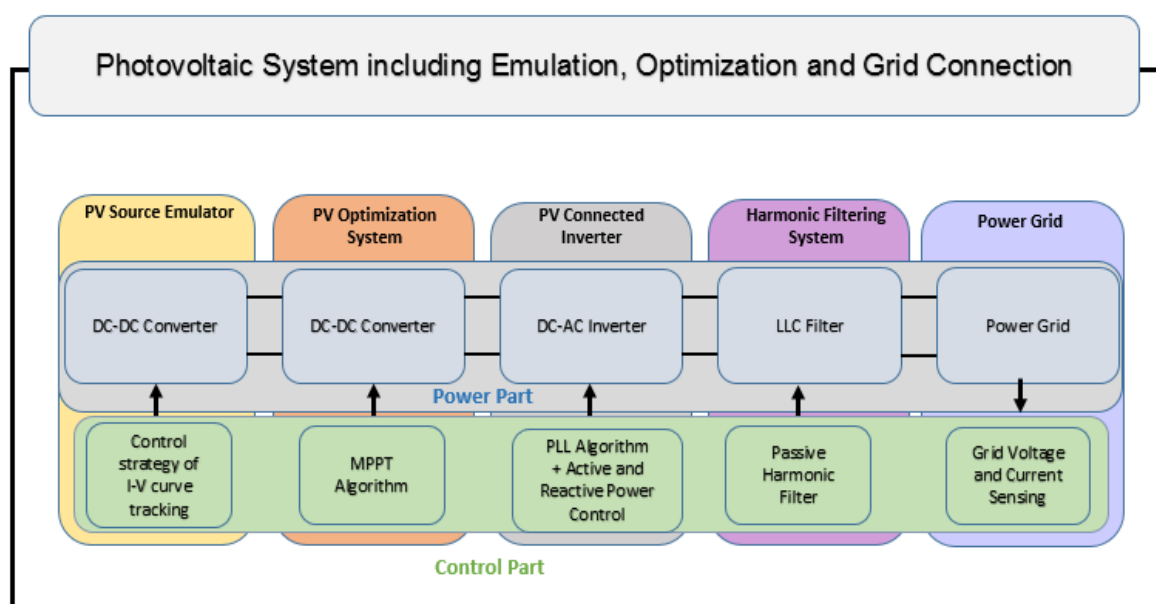 Photovoltaic System including Emulation, Optimization and Grid Connection
PV Source Emulator
PV Optimization
System
PV Connected
Inverter
Harmonic Filtering
System
Power Grid
DC-DC Converter
DC-DC Converter
DC-AC Inverter
LLC Filter
Power Grid
Power Part
Control
strategy of
I-V curve
tracking
MPPT
Algorithm
PLL Algorithm
+ Active and
Reactive Power
Control
Passive
Harmonic
Filter
Grid Voltage
and Current
Sensing
Control Part